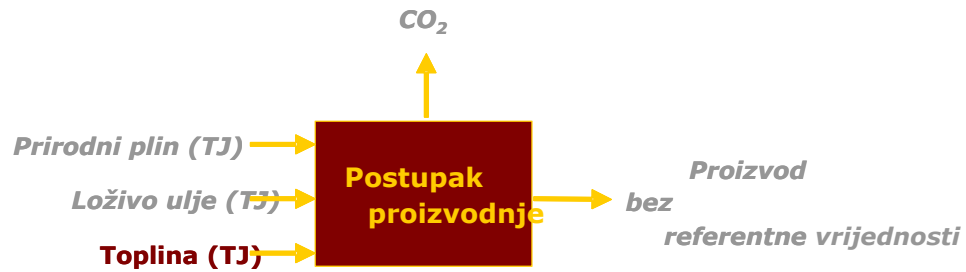 CO₂
Prirodni plin (TJ)
Loživo ulje (TJ)
Toplina (TJ)
Postupak
proizvodnje
Proizvod
bez
referentne vrijednosti